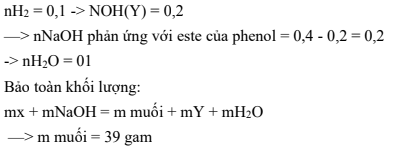 nH2 = 0,1 -> NOH(Y) = 0,2
—> nNaOH phản ứng với este của phenol = 0,4 - 0,2 = 0,2
-> nH2O = 01
Bảo toàn khối lượng:
mx + mNaOH = m muối + mY + mH2O
—> m muối = 39 gam